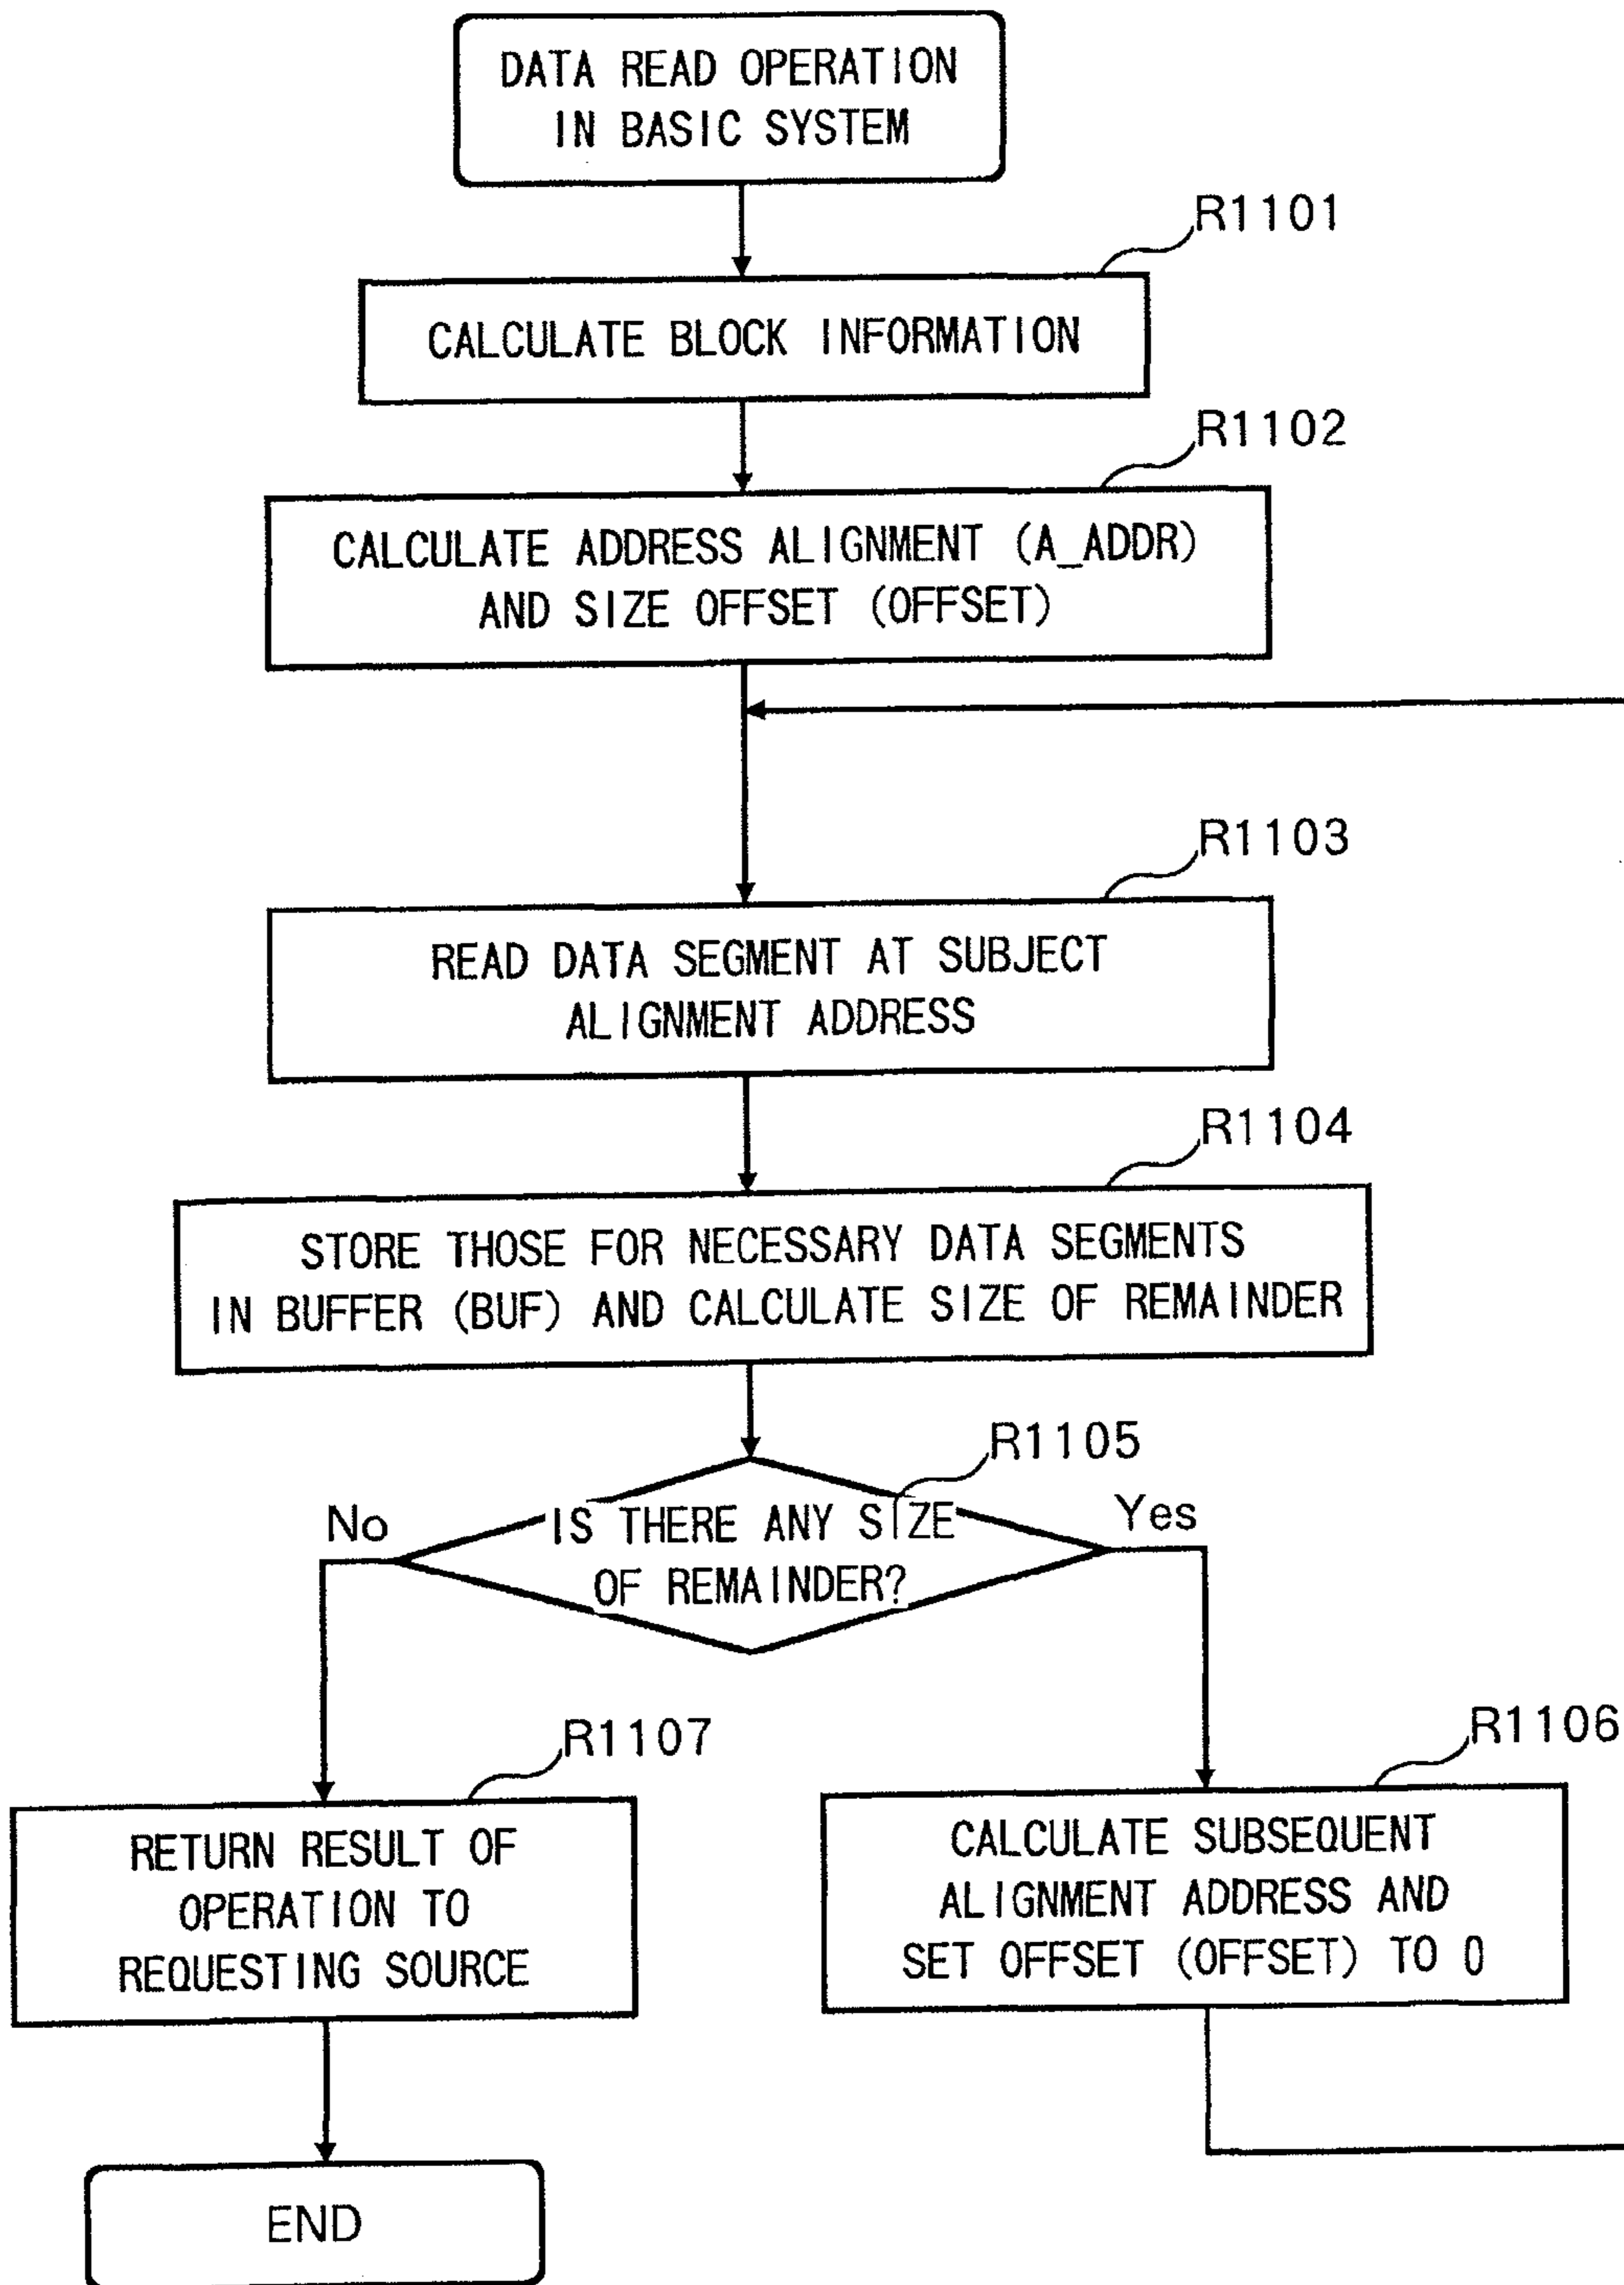 DATA READ OPERATION
IN BASIC SYSTEM
R1101
CALCULATE BLOCK INFORMATION
R1102
CALCULATE ADDRESS ALIGNMENT (A_ADDR)
AND SIZE OFFSET (OFFSET)
R1103
READ DATA SEGMENT AT SUBJECT
ALIGNMENT ADDRESS
R1104
STORE THOSE FOR NECESSARY DATA SEGMENTS
IN BUFFER (BUF) AND CALCULATE SIZE OF REMAINDER
R1105
No
IS THERE ANY SIZE
OF REMAINDER?
Yes
R1107
RETURN RESULT OF
OPERATION TO
REQUESTING SOURCE
R1106
CALCULATE SUBSEQUENT
ALIGNMENT ADDRESS AND
SET OFFSET (OFFSET) TO 0
END